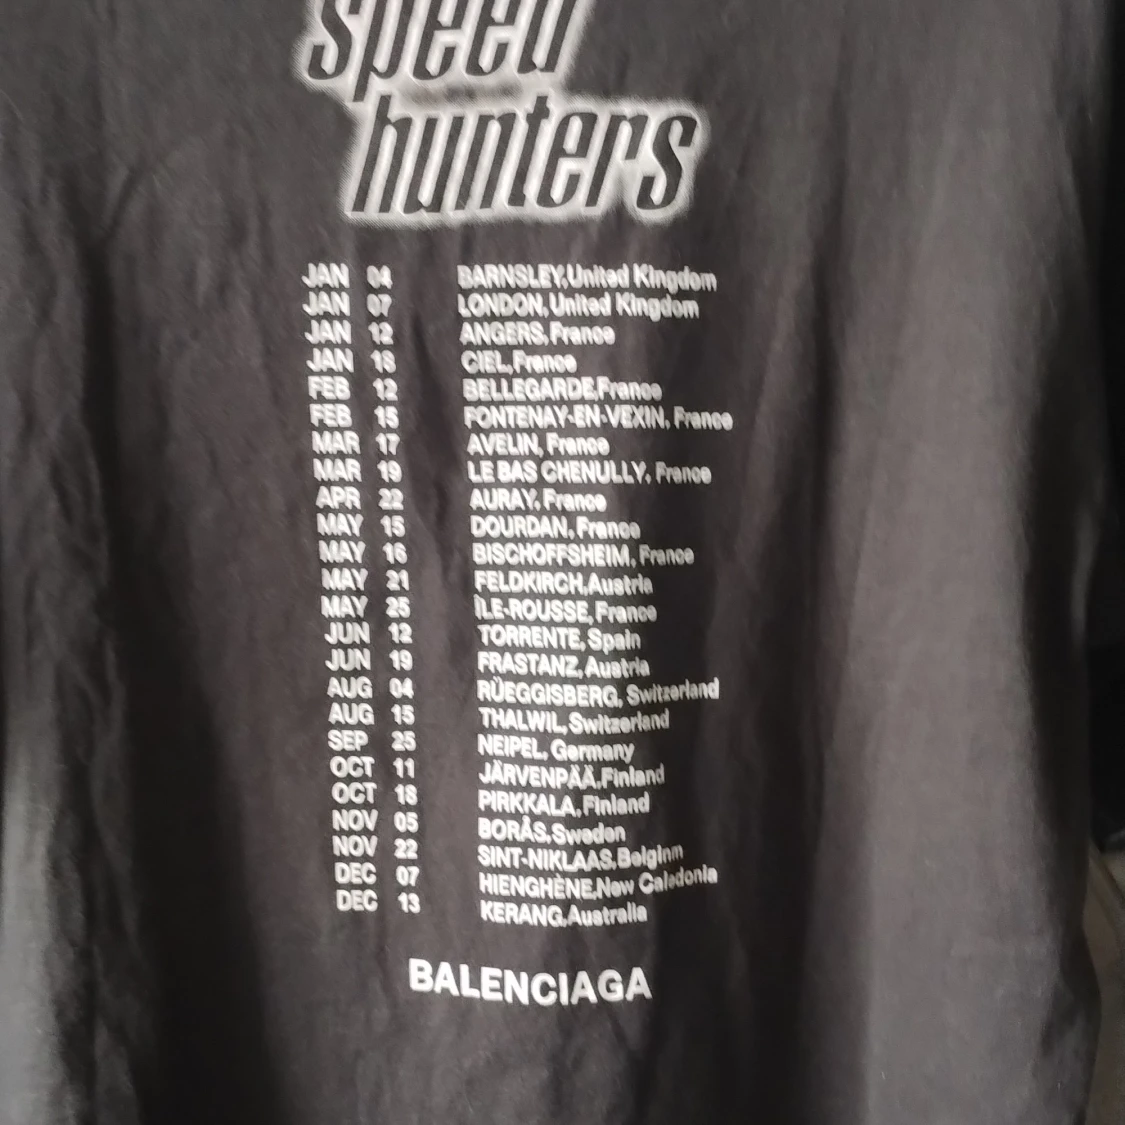 speed
hunters
JAN 04 BARNSLEY,United Kingdom
JAN 07 LONDON, United Kingdom
JAN 12 ANGERS, France
JAN 18 CIEL, France
FEB 12 BELLEGARDE,France
FEB 15 FONTENAY-EN-VEXIN, France
MAR 17 AVELIN, France
MAR 19 LE BAS CHENULLY, France
APR 22 AURAY, France
MAY 15 DOURDAN, France
MAY 16 BISCHOFFSHEIM, France
MAY 21 FELDKIRCH,Austria
MAY 25 ÎLE-ROUSSE, France
JUN 12 TORRENTE, Spain
JUN 19 FRASTANZ, Austria
AUG 04 RÜEGGISBERG, Switzerland
AUG 15 THALWIL, Switzerland
SEP 25 NEIPEL, Germany
OCT 11 JÄRVENPÄÄ,Finland
OCT 18 PIRKKALA, Finland
NOV 05 BORÅS, Sweden
NOV 22 SINT-NIKLAAS, Belginm
DEC 07 HIENGHÈNE,New Caledonia
DEC 13 KERANG,Australia
BALENCIAGA